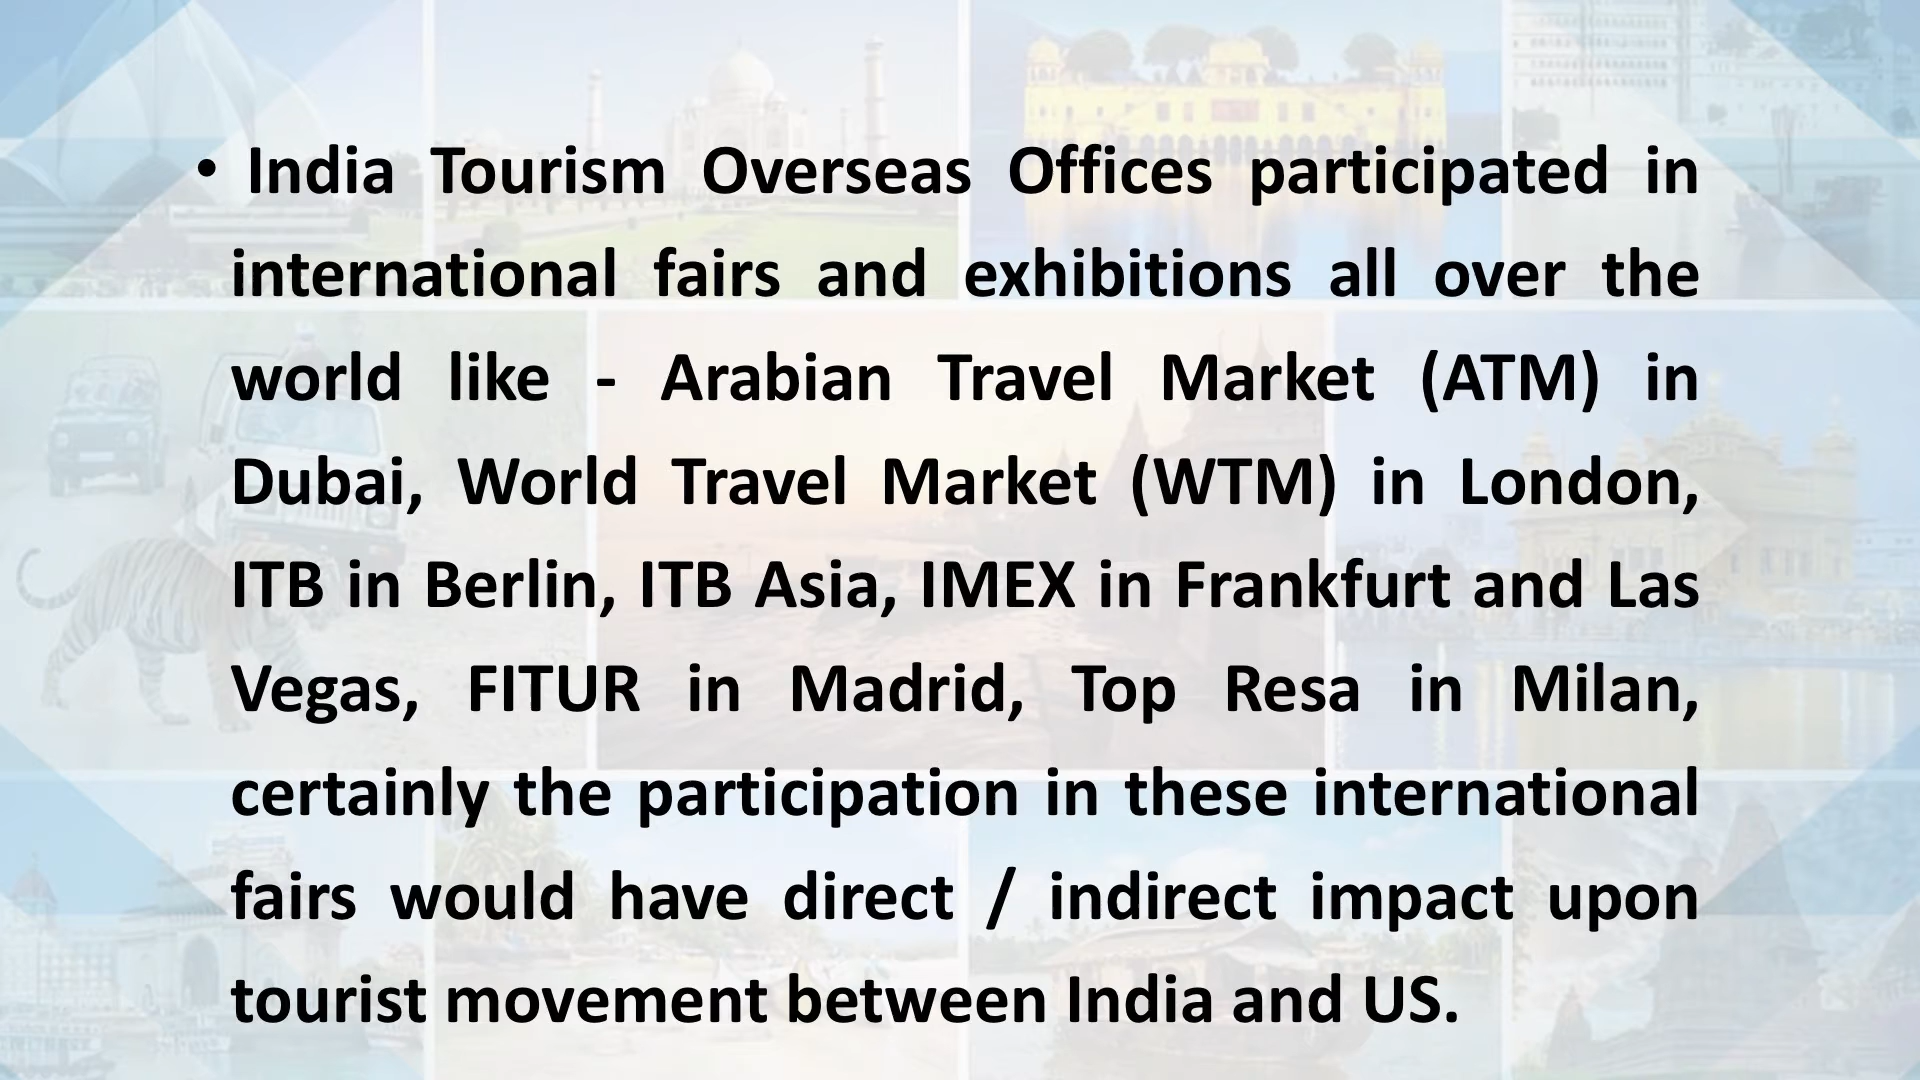 • India Tourism Overseas Offices participated in
international fairs and exhibitions all over the
world like - Arabian Travel Market (ATM) in
Dubai, World Travel Market (WTM) in London,
ITB in Berlin, ITB Asia, IMEX in Frankfurt and Las
Vegas, FITUR in Madrid, Top Resa in Milan,
certainly the participation in these international
fairs would have direct / indirect impact upon
tourist movement between India and US.